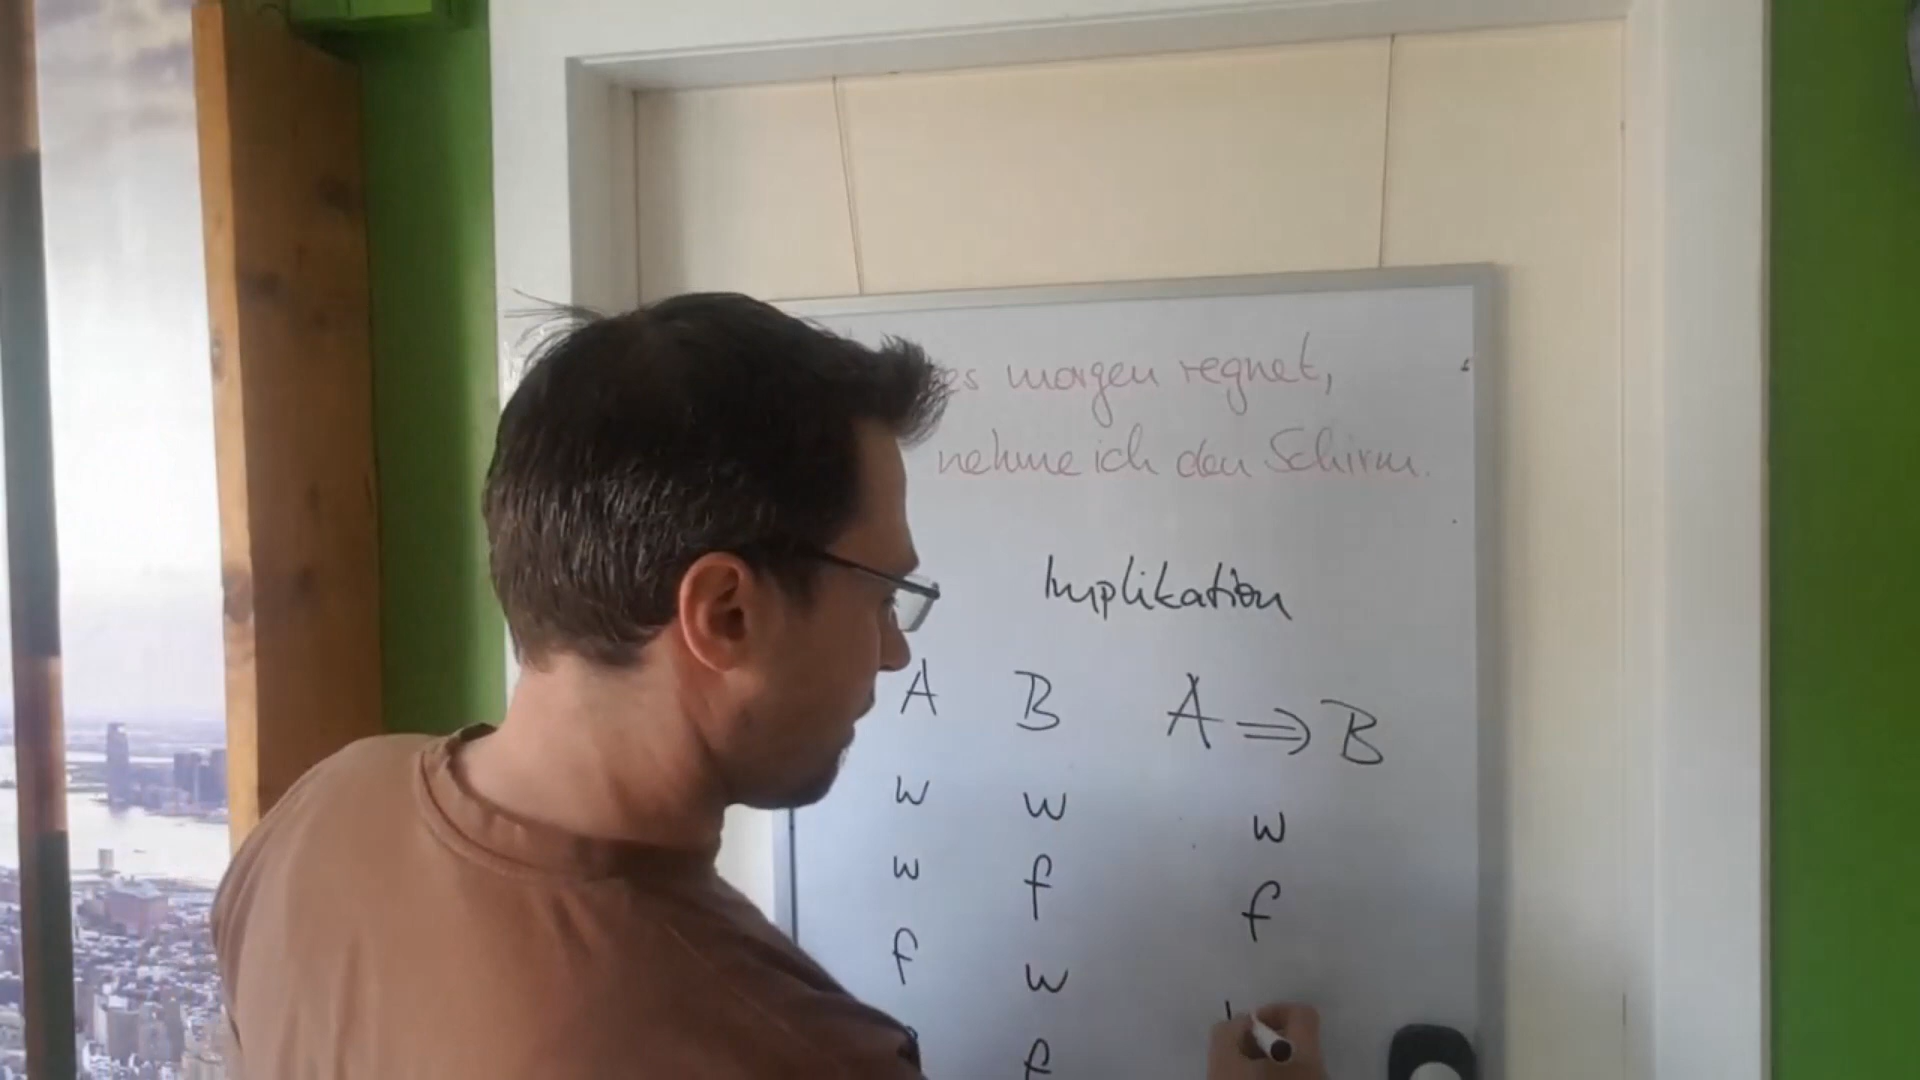 es morgen regnet,
nehme ich den Schirm.
Implikation
A B A ⇒ B
w w w
w f f
f w
f